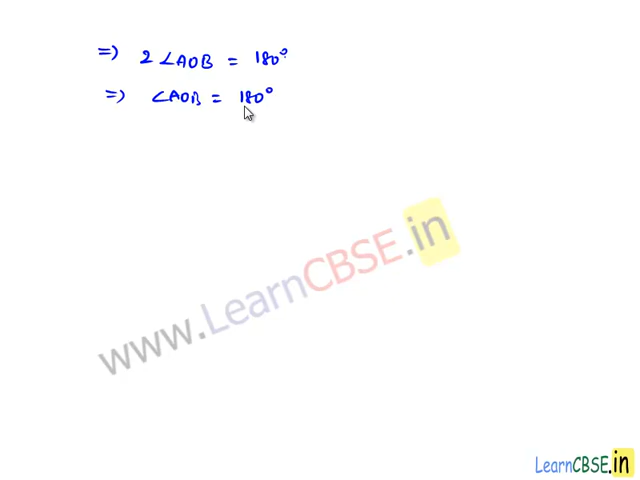 => 2 ∠AOB = 180°
=> ∠AOB = 180°
www.LearnCBSE.in
LearnCBSE.in